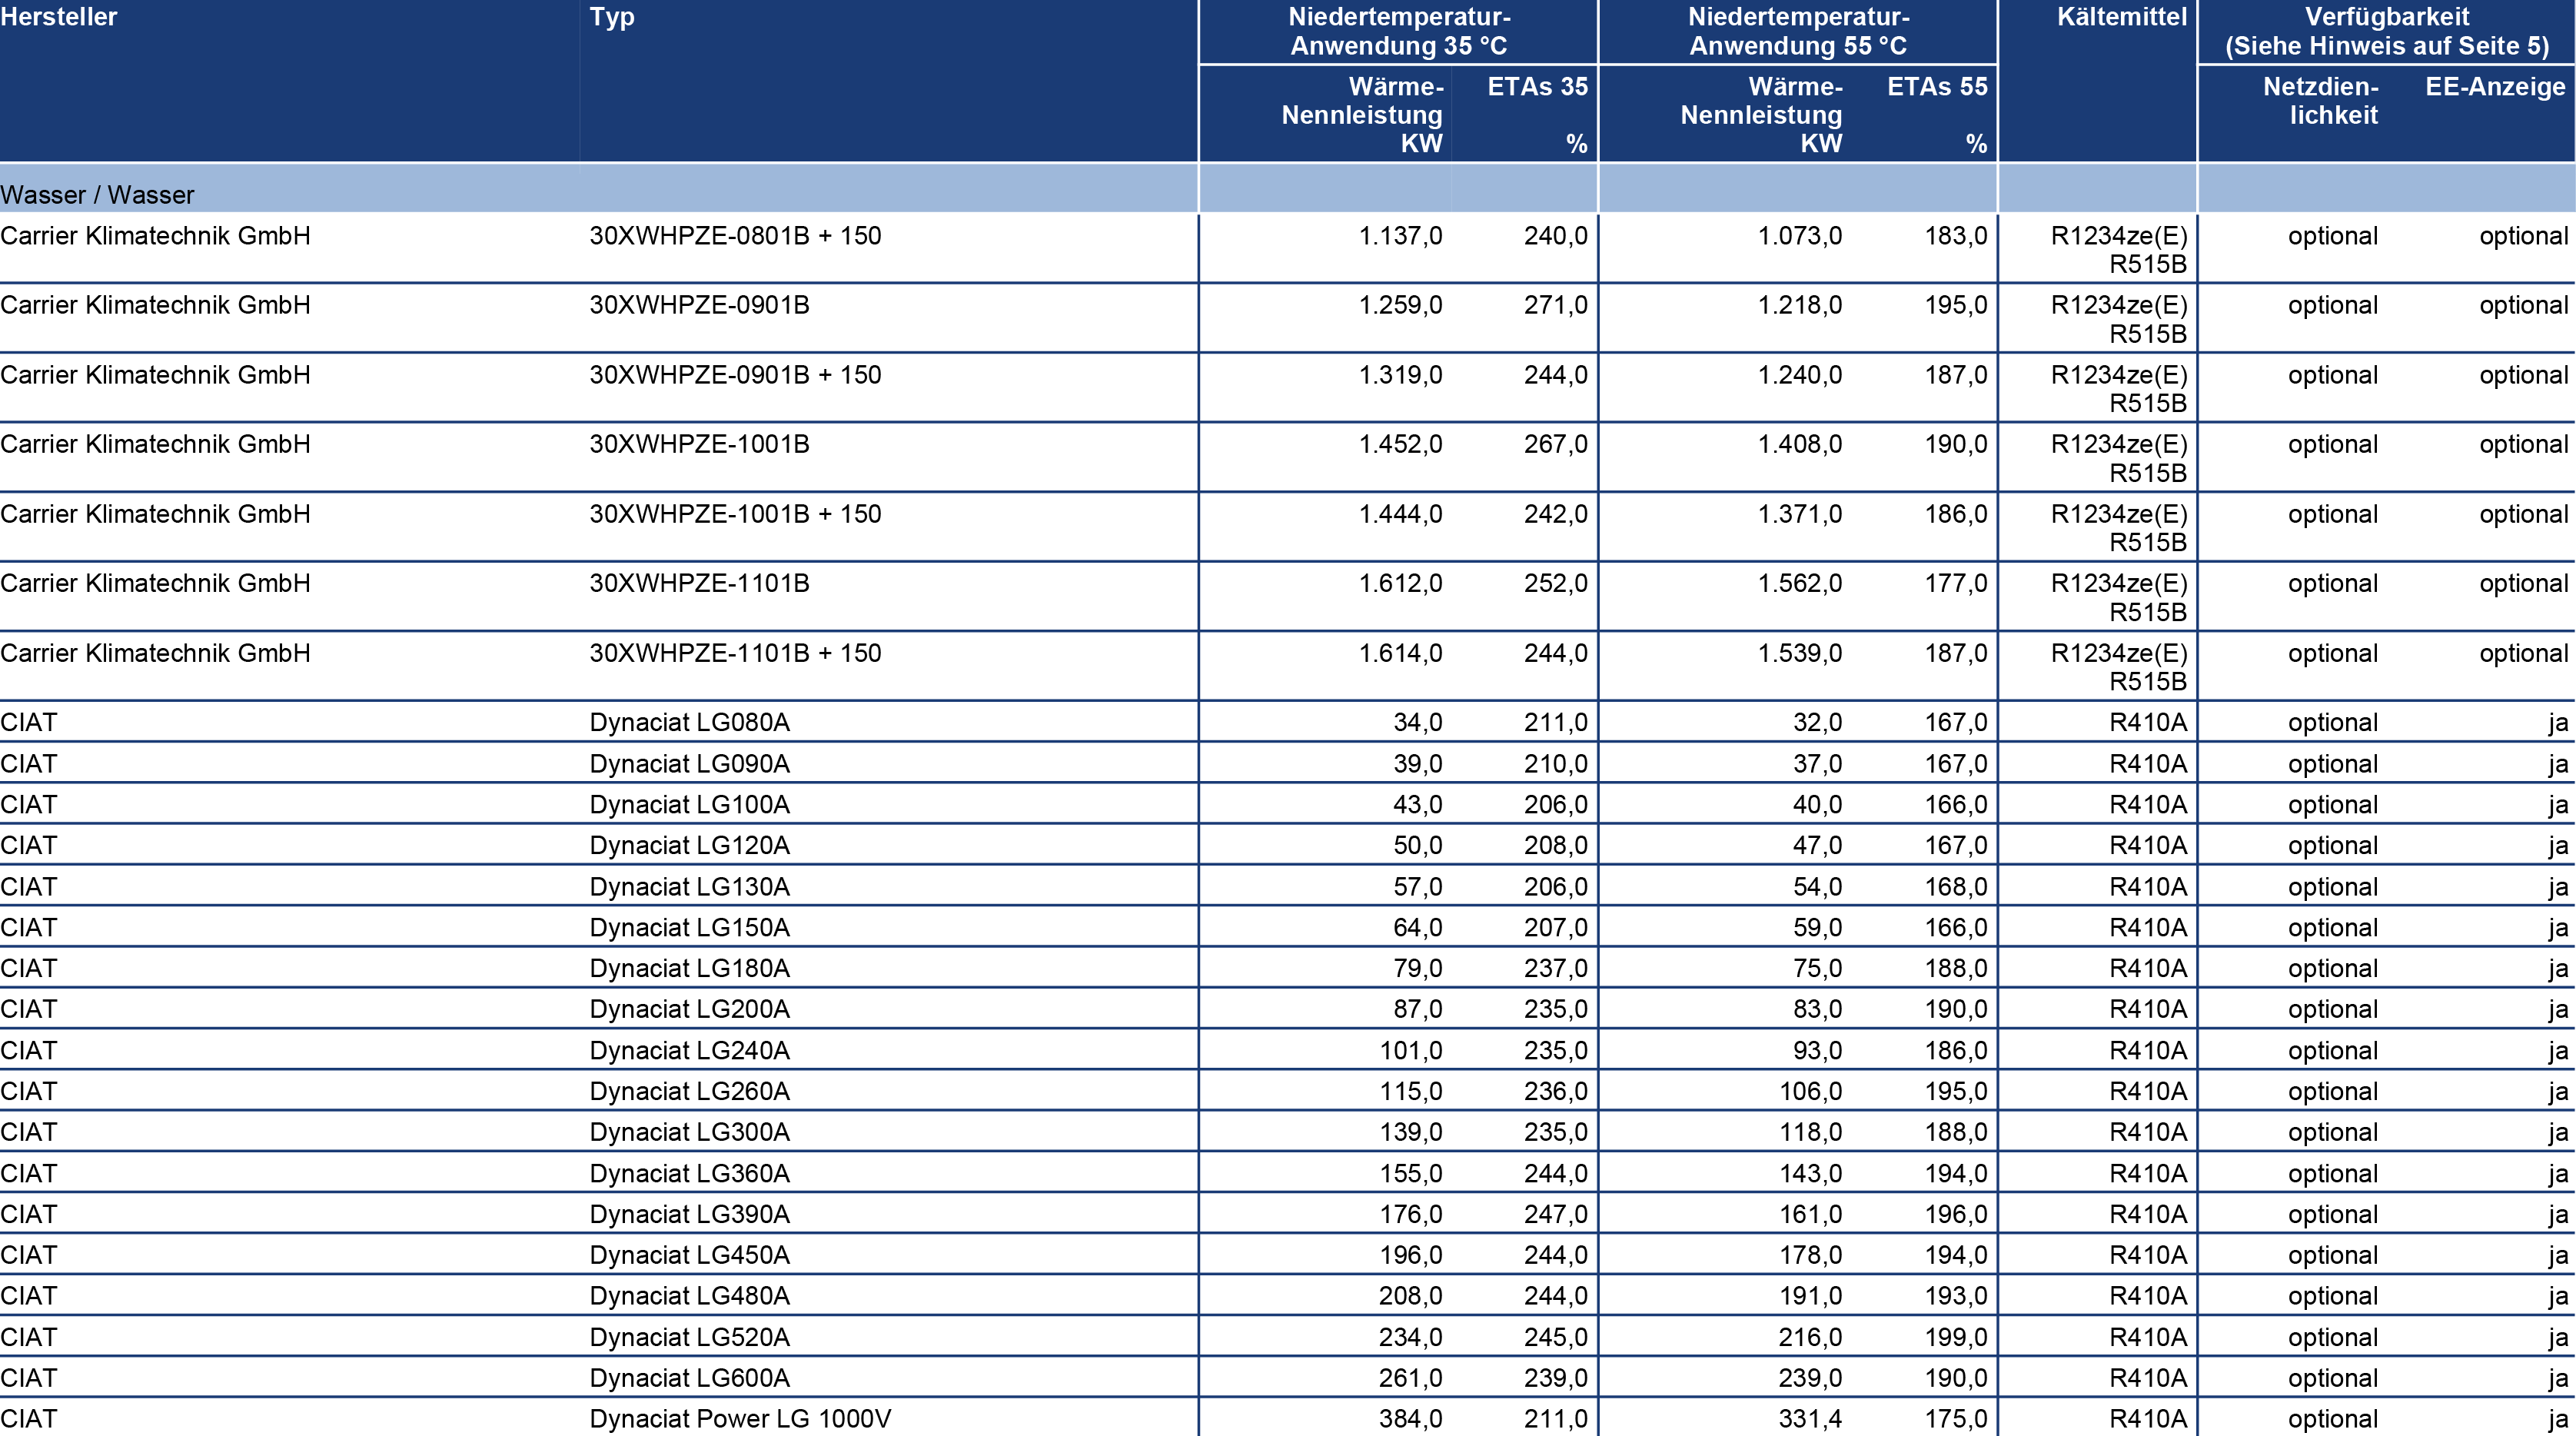 Hersteller Typ Niedertemperatur- Niedertemperatur- Kältemittel Verfügbarkeit
Anwendung 35 °C Anwendung 55 °C (Siehe Hinweis auf Seite 5)
Wärme- ETAs 35 Wärme- ETAs 55 Netzdien- EE-Anzeige
Nennleistung Nennleistung lichkeit
KW % KW %
Wasser / Wasser
Carrier Klimatechnik GmbH 30XWHPZE-0801B + 150 1.137,0 240,0 1.073,0 183,0 R1234ze(E) optional optional
R515B
Carrier Klimatechnik GmbH 30XWHPZE-0901B 1.259,0 271,0 1.218,0 195,0 R1234ze(E) optional optional
R515B
Carrier Klimatechnik GmbH 30XWHPZE-0901B + 150 1.319,0 244,0 1.240,0 187,0 R1234ze(E) optional optional
R515B
Carrier Klimatechnik GmbH 30XWHPZE-1001B 1.452,0 267,0 1.408,0 190,0 R1234ze(E) optional optional
R515B
Carrier Klimatechnik GmbH 30XWHPZE-1001B + 150 1.444,0 242,0 1.371,0 186,0 R1234ze(E) optional optional
R515B
Carrier Klimatechnik GmbH 30XWHPZE-1101B 1.612,0 252,0 1.562,0 177,0 R1234ze(E) optional optional
R515B
Carrier Klimatechnik GmbH 30XWHPZE-1101B + 150 1.614,0 244,0 1.539,0 187,0 R1234ze(E) optional optional
R515B
CIAT Dynaciat LG080A 34,0 211,0 32,0 167,0 R410A optional ja
CIAT Dynaciat LG090A 39,0 210,0 37,0 167,0 R410A optional ja
CIAT Dynaciat LG100A 43,0 206,0 40,0 166,0 R410A optional ja
CIAT Dynaciat LG120A 50,0 208,0 47,0 167,0 R410A optional ja
CIAT Dynaciat LG130A 57,0 206,0 54,0 168,0 R410A optional ja
CIAT Dynaciat LG150A 64,0 207,0 59,0 166,0 R410A optional ja
CIAT Dynaciat LG180A 79,0 237,0 75,0 188,0 R410A optional ja
CIAT Dynaciat LG200A 87,0 235,0 83,0 190,0 R410A optional ja
CIAT Dynaciat LG240A 101,0 235,0 93,0 186,0 R410A optional ja
CIAT Dynaciat LG260A 115,0 236,0 106,0 195,0 R410A optional ja
CIAT Dynaciat LG300A 139,0 235,0 118,0 188,0 R410A optional ja
CIAT Dynaciat LG360A 155,0 244,0 143,0 194,0 R410A optional ja
CIAT Dynaciat LG390A 176,0 247,0 161,0 196,0 R410A optional ja
CIAT Dynaciat LG450A 196,0 244,0 178,0 194,0 R410A optional ja
CIAT Dynaciat LG480A 208,0 244,0 191,0 193,0 R410A optional ja
CIAT Dynaciat LG520A 234,0 245,0 216,0 199,0 R410A optional ja
CIAT Dynaciat LG600A 261,0 239,0 239,0 190,0 R410A optional ja
CIAT Dynaciat Power LG 1000V 384,0 211,0 331,4 175,0 R410A optional ja